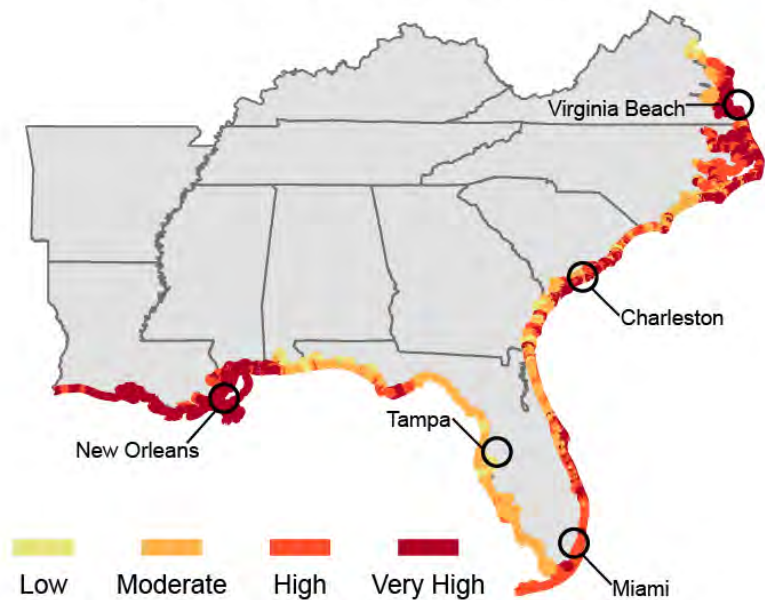 Virginia Beach
Charleston
Tampa
New Orleans
Miami
Low Moderate High Very High